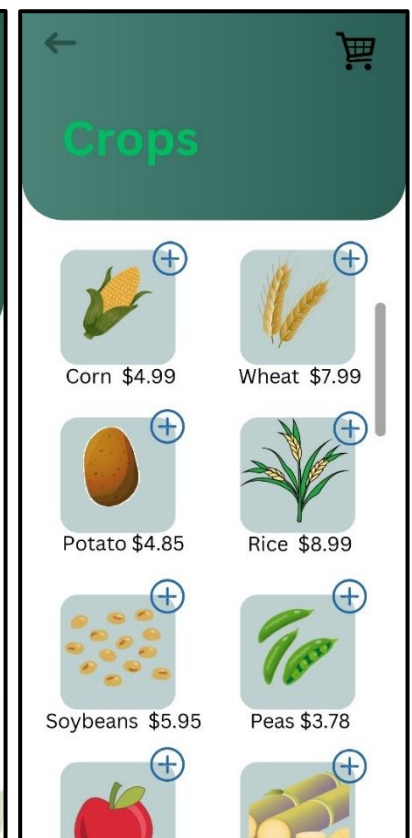 Crops
Corn $4.99
Wheat $7.99
Potato $4.85
Rice $8.99
Soybeans $5.95
Peas $3.78